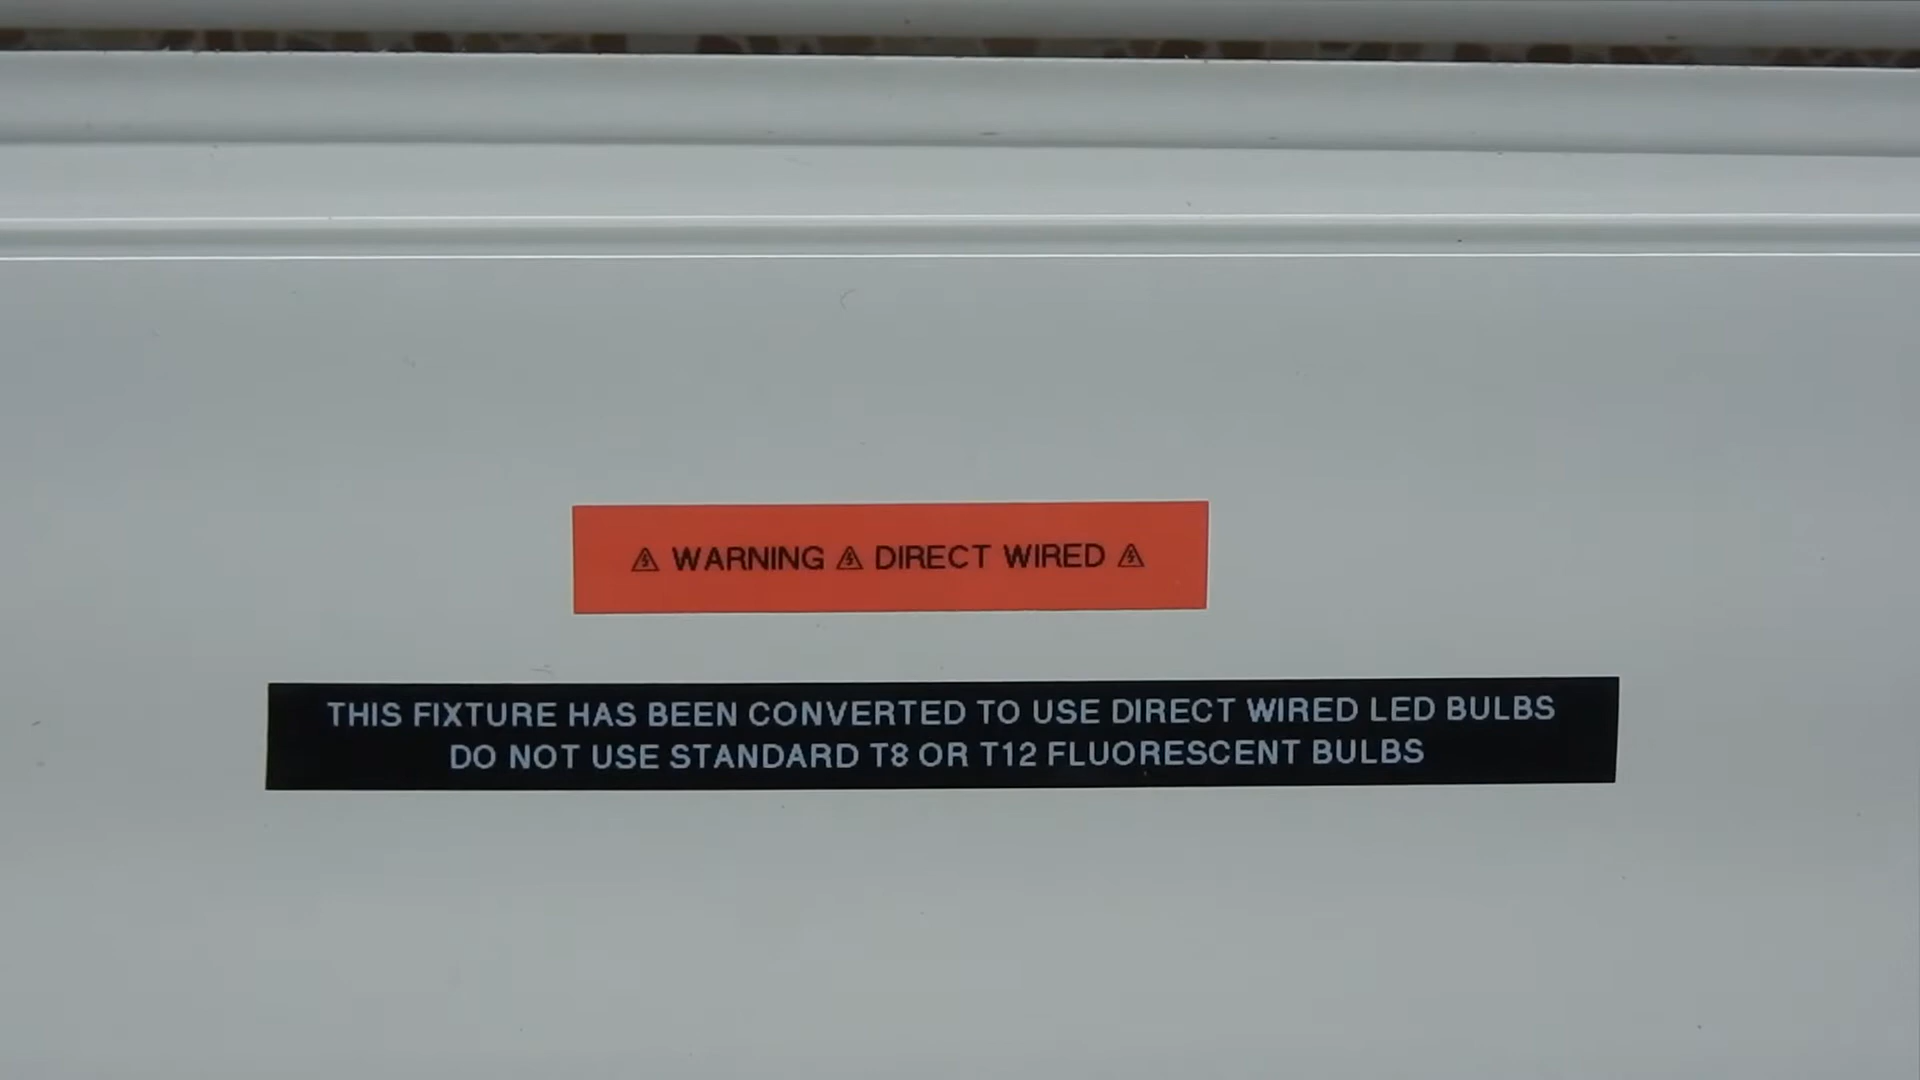 ⚠ WARNING ⚠ DIRECT WIRED ⚠
THIS FIXTURE HAS BEEN CONVERTED TO USE DIRECT WIRED LED BULBS
DO NOT USE STANDARD T8 OR T12 FLUORESCENT BULBS